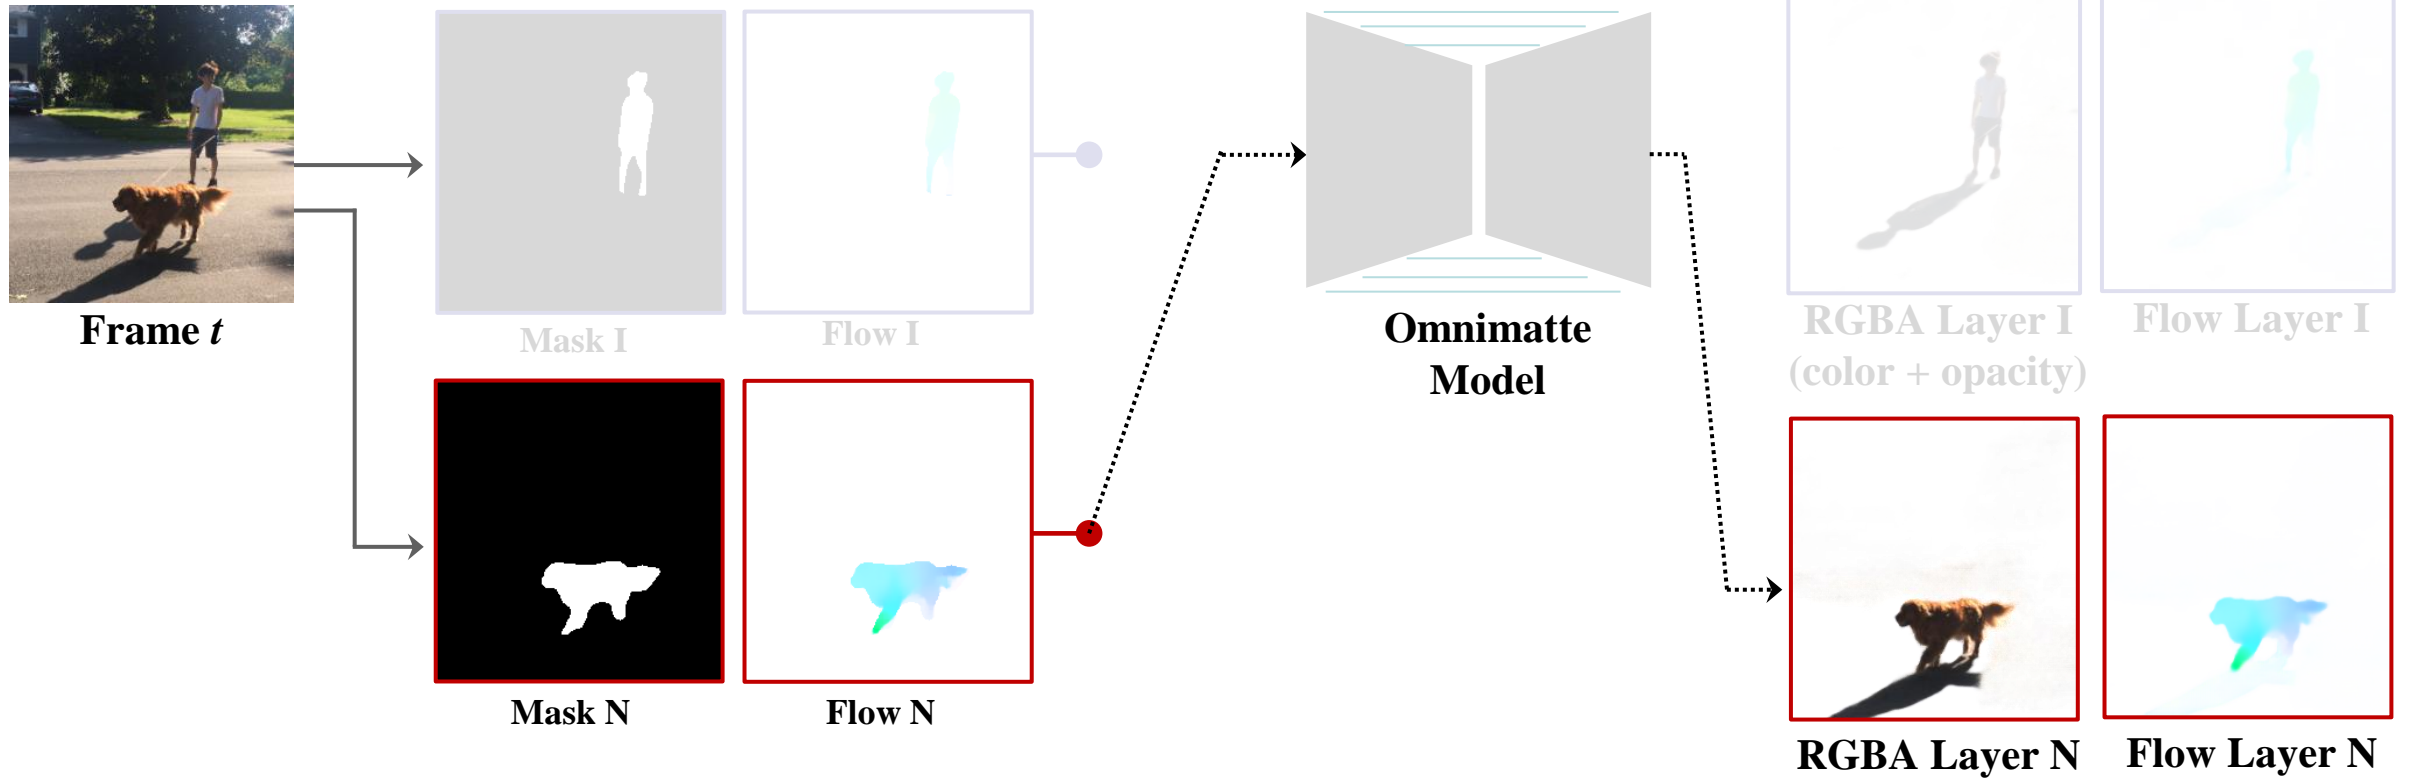 Frame t
Mask I
Flow I
Omnimatte
Model
RGBA Layer I
(color + opacity)
Flow Layer I
Mask N
Flow N
RGBA Layer N
Flow Layer N